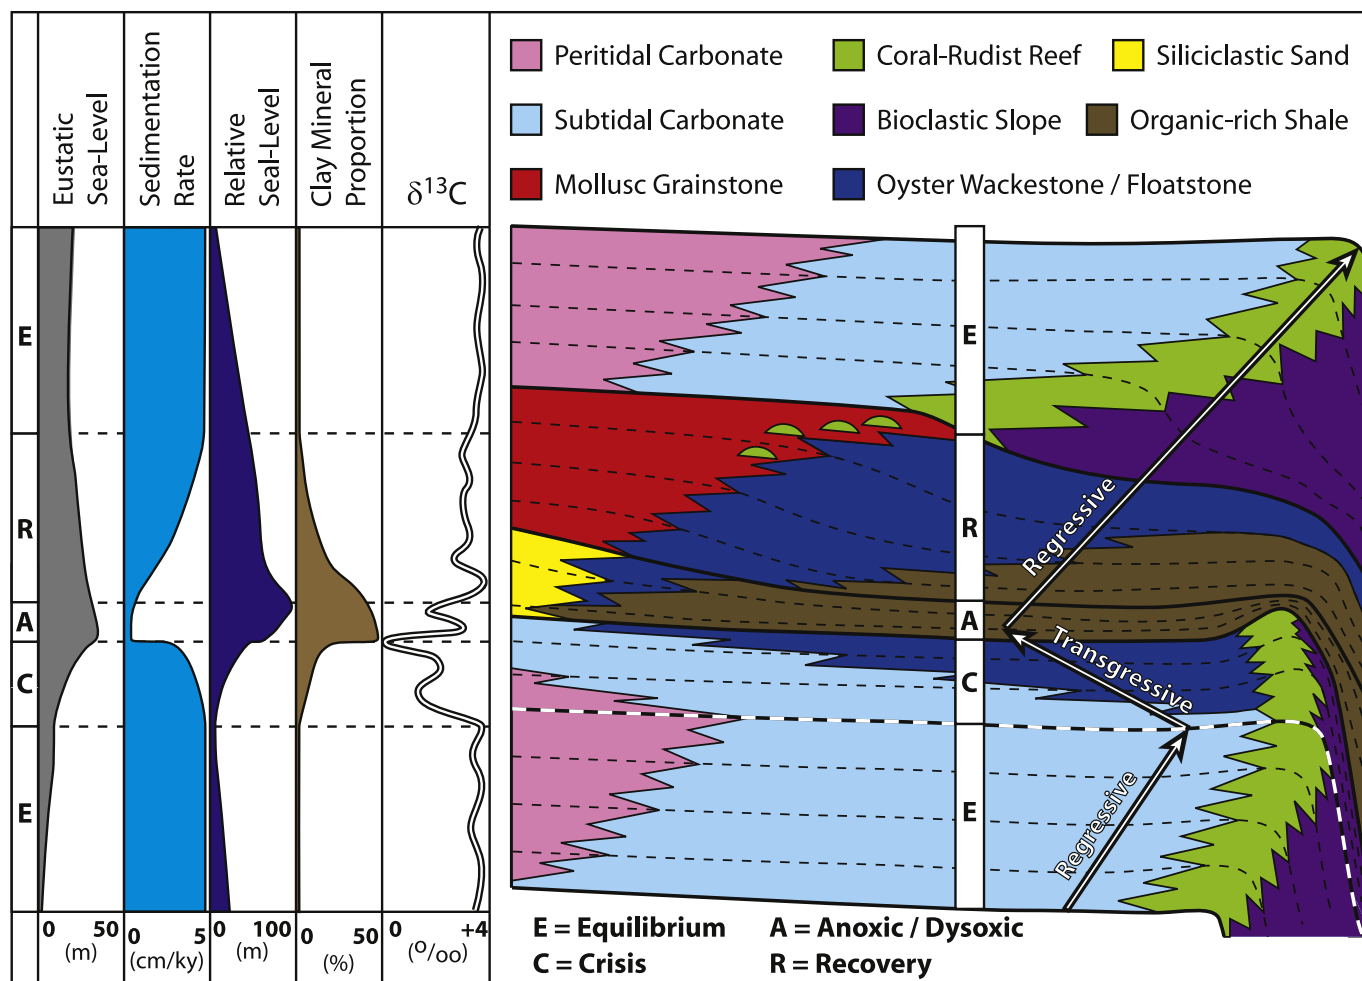 Eustatic
Sea-Level
Sedimentation
Rate
Relative
Seal-Level
Clay Mineral
Proportion
δ13C
Peritidal Carbonate
Coral-Rudist Reef
Siliciclastic Sand
Subtidal Carbonate
Bioclastic Slope
Organic-rich Shale
Mollusc Grainstone
Oyster Wackestone / Floatstone
E
R
A
C
E
E
R
A
C
E
Regressive
Transgressive
Regressive
0 50
(m)
0 5
(cm/ky)
0 100
(m)
0 50
(%)
0 +4
(o/oo)
E = Equilibrium
A = Anoxic / Dysoxic
C = Crisis
R = Recovery